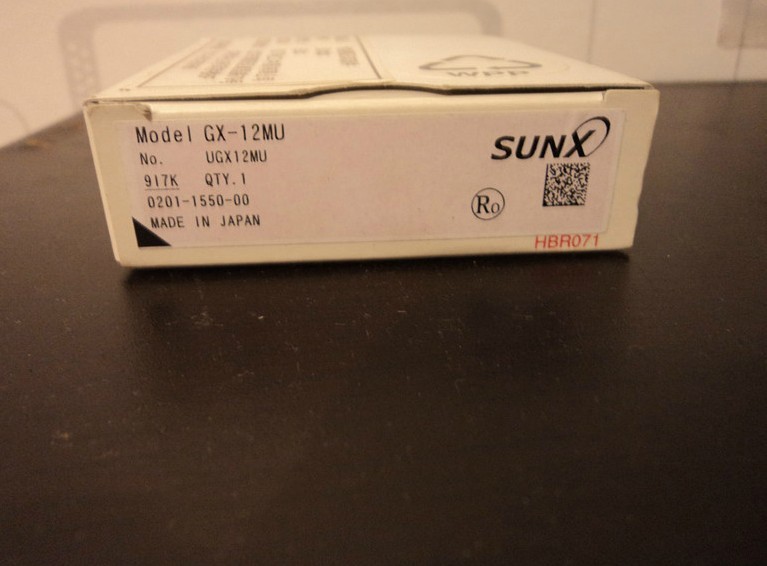 WPP
Model GX-12MU
SUNX
No. UGX12MU
917K QTY.1
0201-1550-00
Ro
MADE IN JAPAN
HBR071